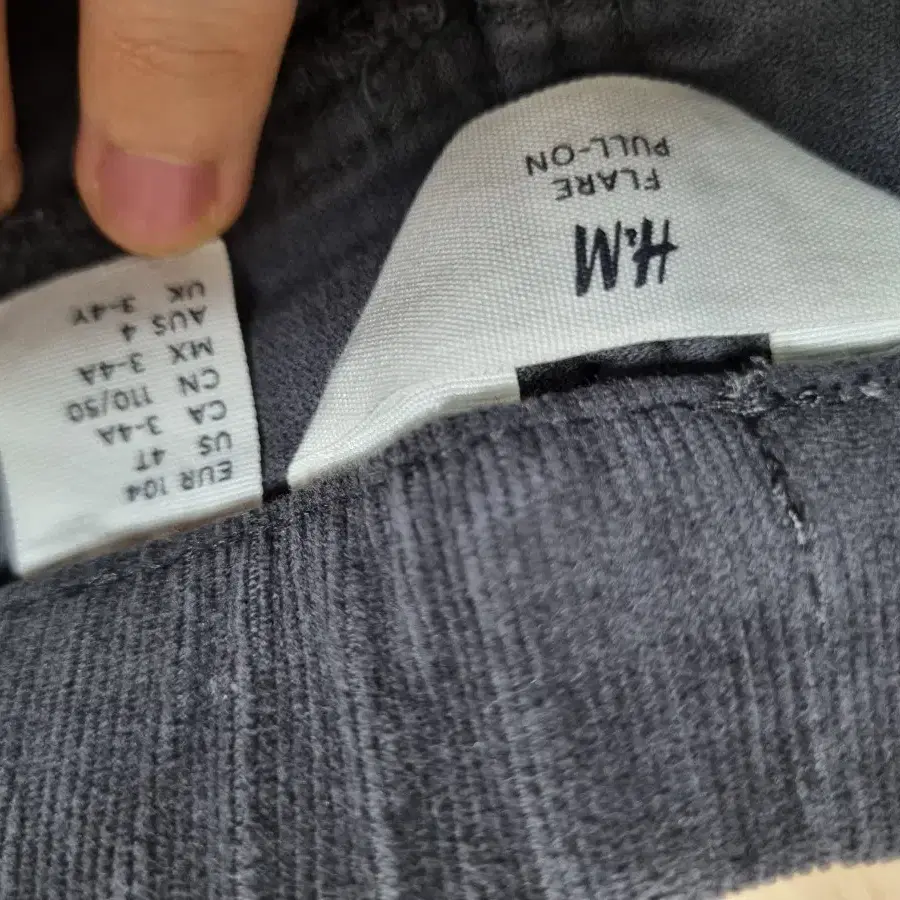 H&M
FLARE
PULL-ON
EUR 104
US 4T
CA 3-4A
CN 110/50
MX 3-4A
AUS 4
UK 3-4Y